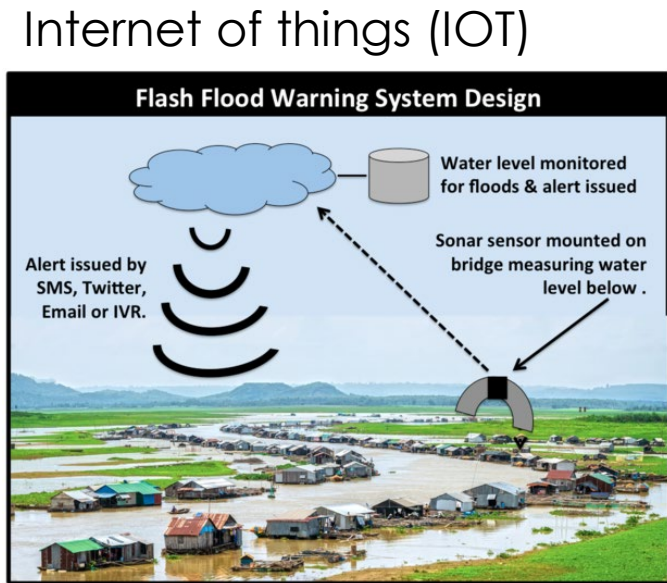 Internet of things (IOT)
Flash Flood Warning System Design
Water level monitored
for floods & alert issued
Sonar sensor mounted on
bridge measuring water
level below .
Alert issued by
SMS, Twitter,
Email or IVR.